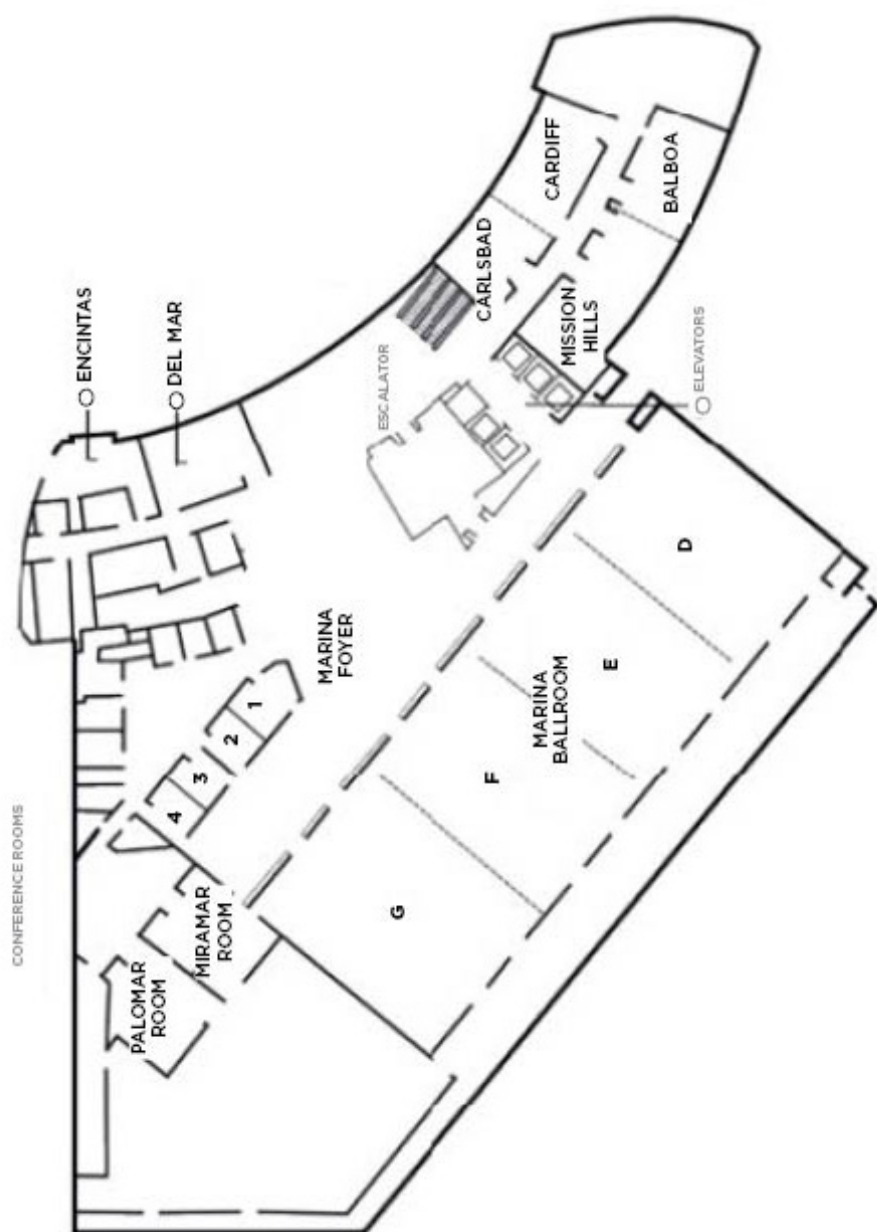 CONFERENCE ROOMS
ENCINTAS
DEL MAR
ESCALATOR
CARLSBAD
CARDIFF
BALBOA
MISSION
HILLS
ELEVATORS
MARINA
FOYER
1
2
3
4
PALOMAR
ROOM
MIRAMAR
ROOM
MARINA
BALLROOM
D
E
F
G